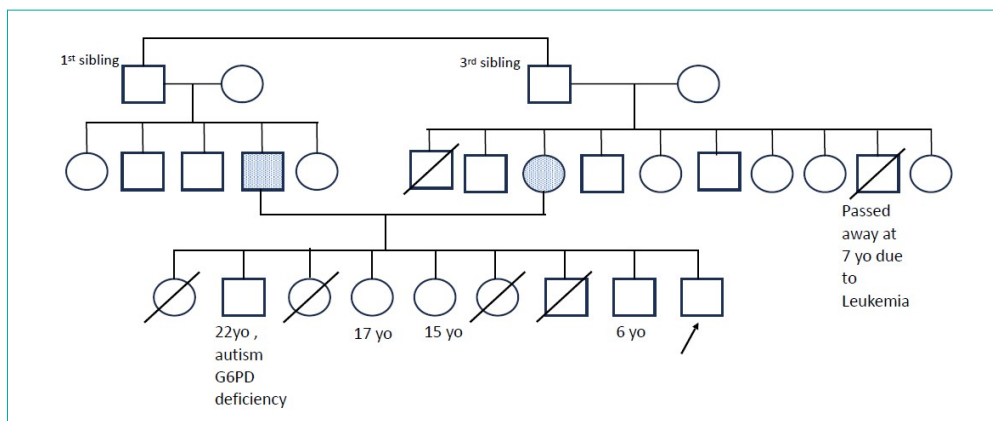 1st sibling
3rd sibling
Passed
away at
7 yo due
to
Leukemia
22yo ,
autism
G6PD
deficiency
17 yo
15 yo
6 yo